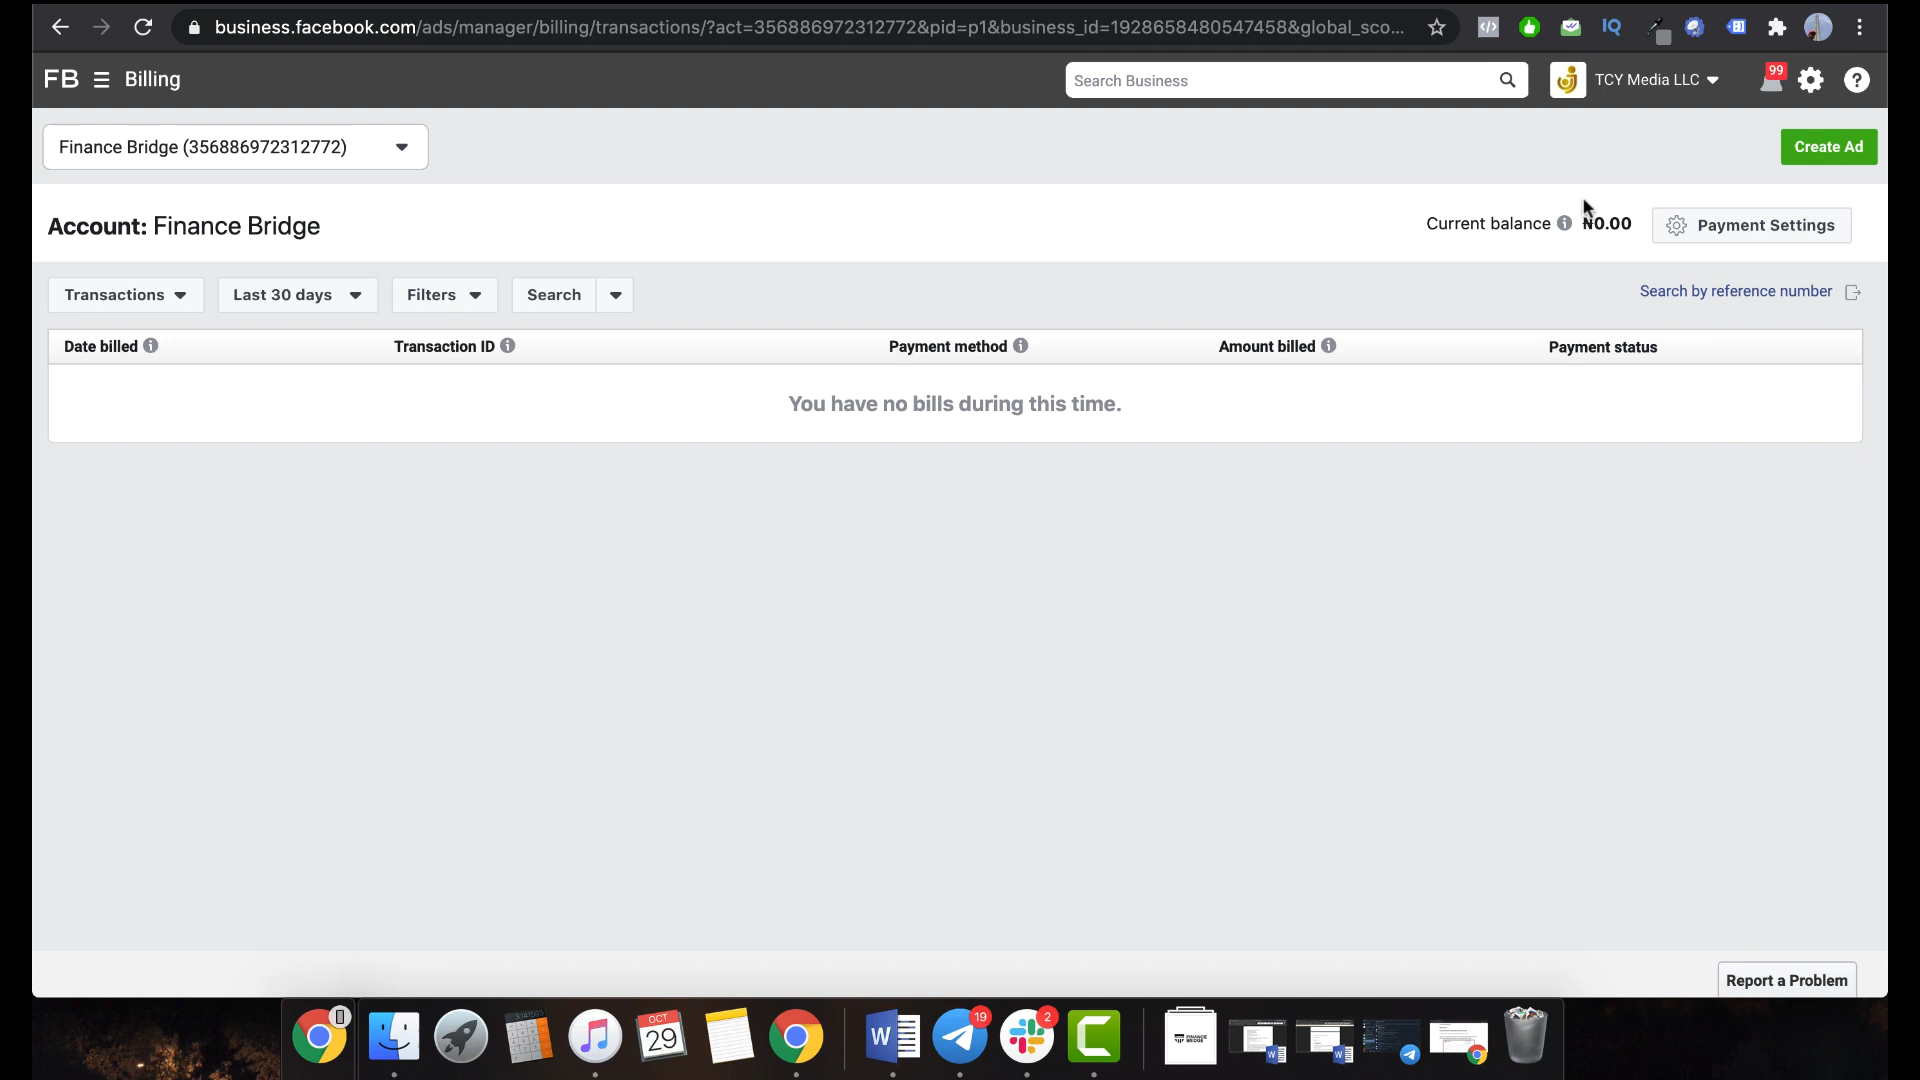 business.facebook.com/ads/manager/billing/transactions/?act=356886972312772&pid=p1&business_id=1928658480547458&global_sco...
FB Billing
Search Business
TCY Media LLC
99
Finance Bridge (356886972312772)
Create Ad
Account: Finance Bridge
Current balance ₦0.00
Payment Settings
Transactions
Last 30 days
Filters
Search
Search by reference number
Date billed
Transaction ID
Payment method
Amount billed
Payment status
You have no bills during this time.
Report a Problem
OCT
29
19
2